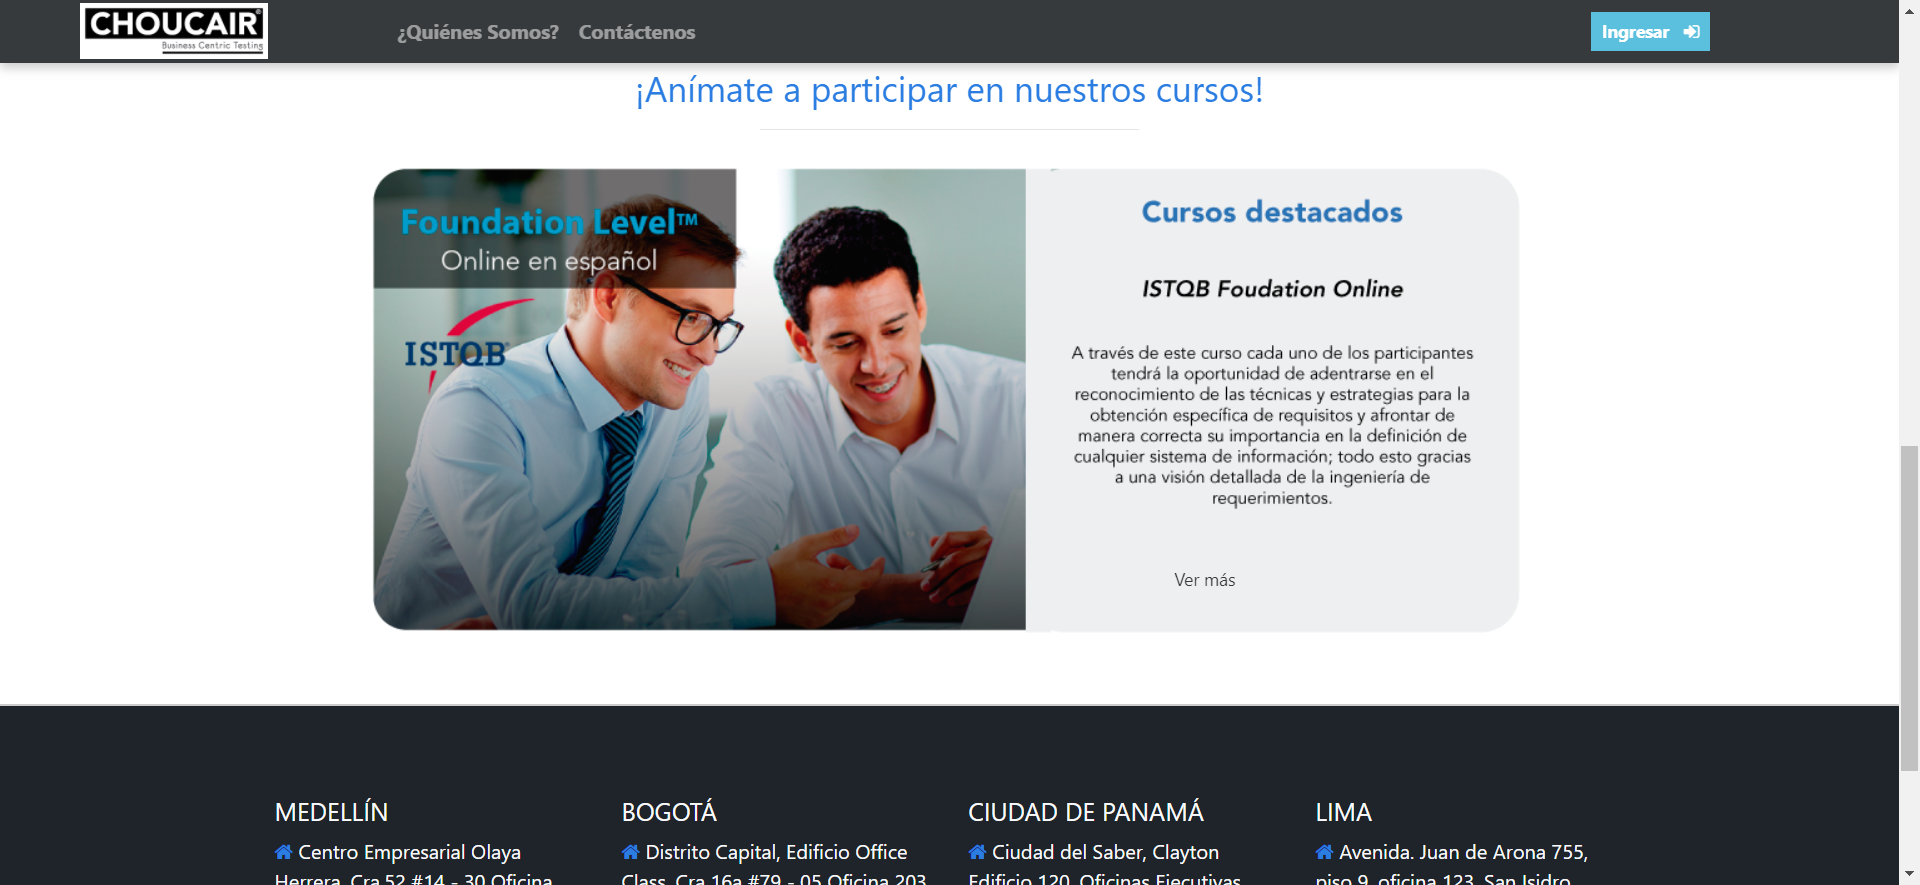 CHOUCAIR®
Business Centric Testing
¿Quiénes Somos?
Contáctenos
Ingresar
¡Anímate a participar en nuestros cursos!
Foundation Level™
Online en español
ISTQB®
Cursos destacados
ISTQB Foudation Online
A través de este curso cada uno de los participantes
tendrá la oportunidad de adentrarse en el
reconocimiento de las técnicas y estrategias para la
obtención específica de requisitos y afrontar de
manera correcta su importancia en la definición de
cualquier sistema de información; todo esto gracias
a una visión detallada de la ingeniería de
requerimientos.
Ver más
MEDELLÍN
Centro Empresarial Olaya
Herrera, Cra 52 #14 - 30 Oficina
BOGOTÁ
Distrito Capital, Edificio Office
Class, Cra 16a #79 - 05 Oficina 203
CIUDAD DE PANAMÁ
Ciudad del Saber, Clayton
Edificio 120, Oficinas Ejecutivas
LIMA
Avenida. Juan de Arona 755,
piso 9, oficina 123, San Isidro